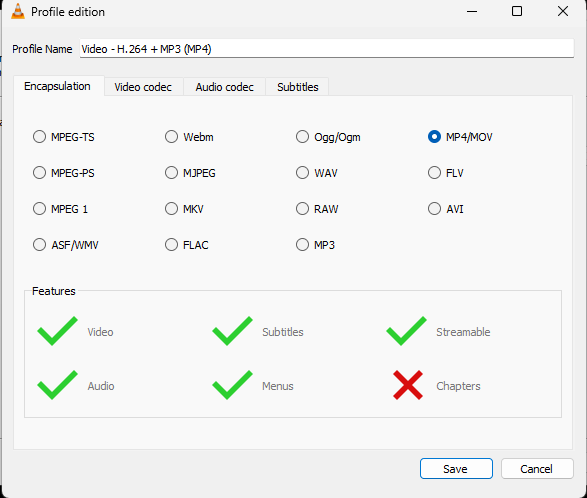 Profile edition
Profile Name Video - H.264 + MP3 (MP4)
Encapsulation Video codec Audio codec Subtitles
MPEG-TS Webm Ogg/Ogm MP4/MOV
MPEG-PS MJPEG WAV FLV
MPEG 1 MKV RAW AVI
ASF/WMV FLAC MP3
Features
Video Subtitles Streamable
Audio Menus Chapters
Save Cancel